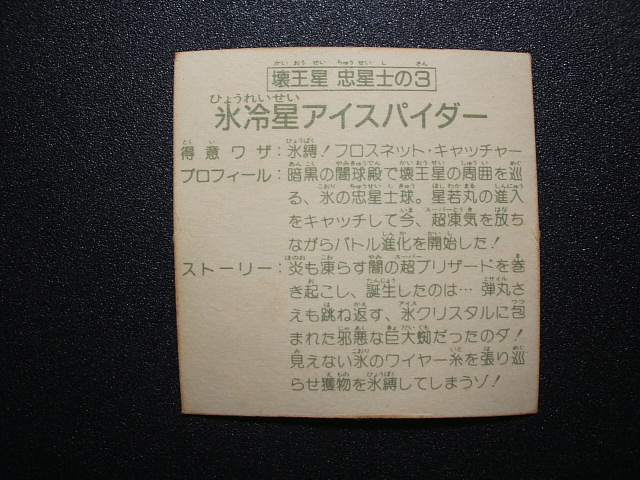 壊王星 忠星士の3
氷冷星アイスパイダー
得意ワザ:氷縛!フロスネット・キャッチャー
プロフィール:暗黒の闇球殿で壊王星の周囲を巡
る、氷の忠星士球。星若丸の進入
をキャッチして今、超凍気を放ち
ながらバトル進化を開始した!
ストーリー:炎も凍らす闇の超ブリザードを巻
き起こし、誕生したのは…弾丸さ
えも跳ね返す、氷クリスタルに包
まれた邪悪な巨大蜘だったのダ!
見えない氷のワイヤー糸を張り巡
らせ獲物を氷縛してしまうゾ!